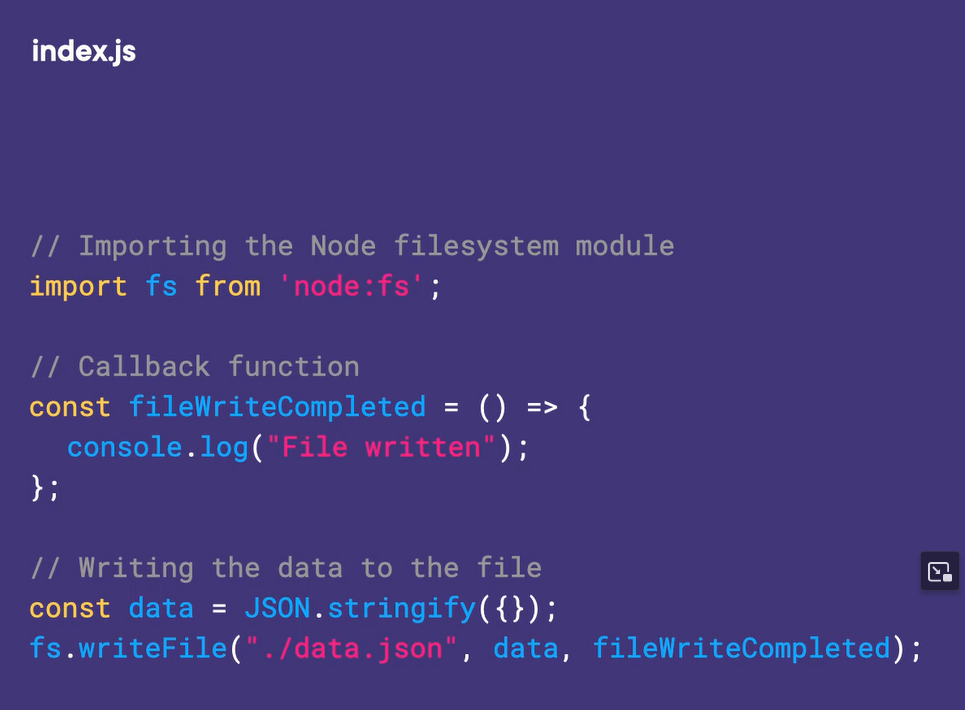 index.js
// Importing the Node filesystem module
import fs from 'node:fs';
// Callback function
const fileWriteCompleted = () => {
console.log("File written");
};
// Writing the data to the file
const data = JSON.stringify({});
fs.writeFile("./data.json", data, fileWriteCompleted);